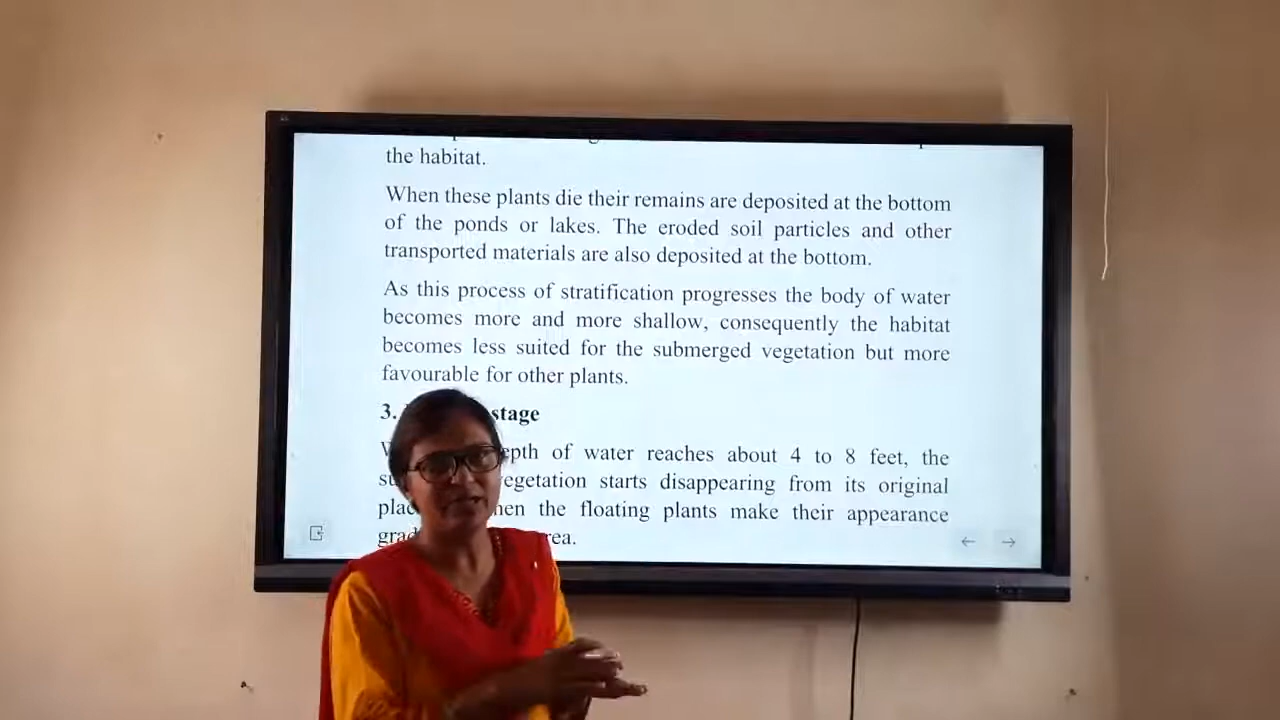 the habitat.
When these plants die their remains are deposited at the bottom
of the ponds or lakes. The eroded soil particles and other
transported materials are also deposited at the bottom.
As this process of stratification progresses the body of water
becomes more and more shallow, consequently the habitat
becomes less suited for the submerged vegetation but more
favourable for other plants.
3. stage
of water reaches about 4 to 8 feet, the
starts disappearing from its original
the floating plants make their appearance